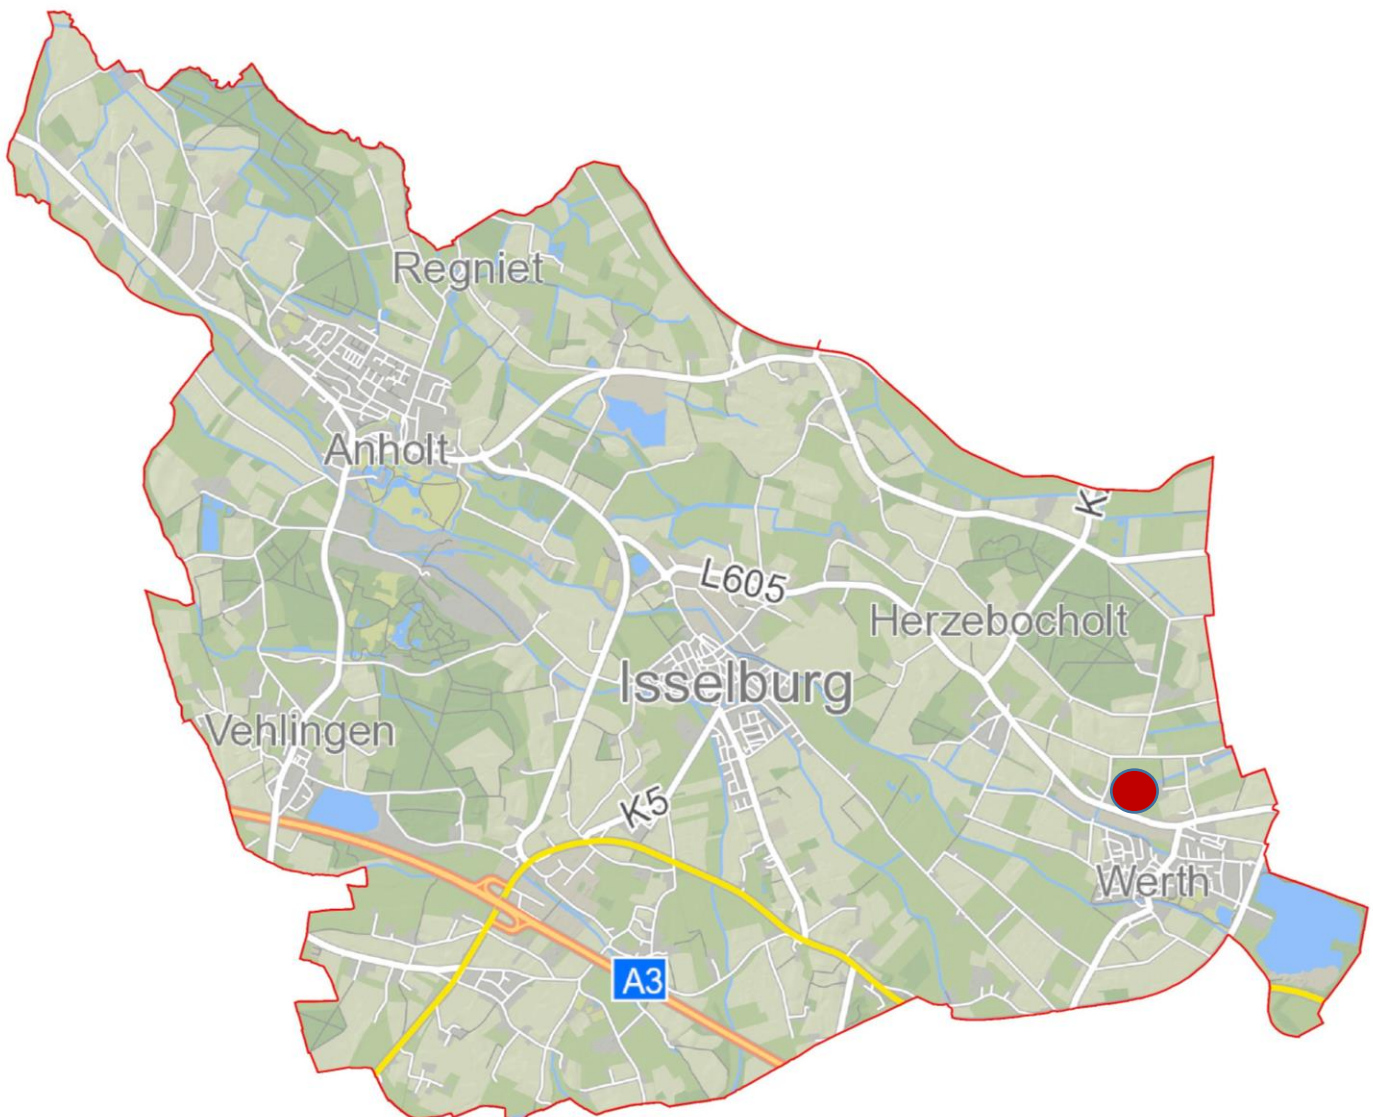 Regniet
Anholt
K
L605
Herzebocholt
Isselburg
Vehlingen
K5
Werth
A3